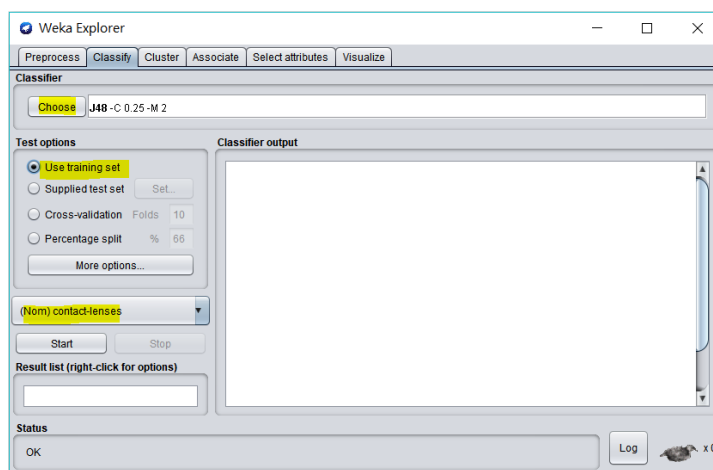 Weka Explorer
Preprocess Classify Cluster Associate Select attributes Visualize
Classifier
Choose J48 -C 0.25 -M 2
Test options
Use training set
Supplied test set Set...
Cross-validation Folds 10
Percentage split % 66
More options...
(Nom) contact-lenses
Start Stop
Result list (right-click for options)
Classifier output
Status
OK
Log x 0